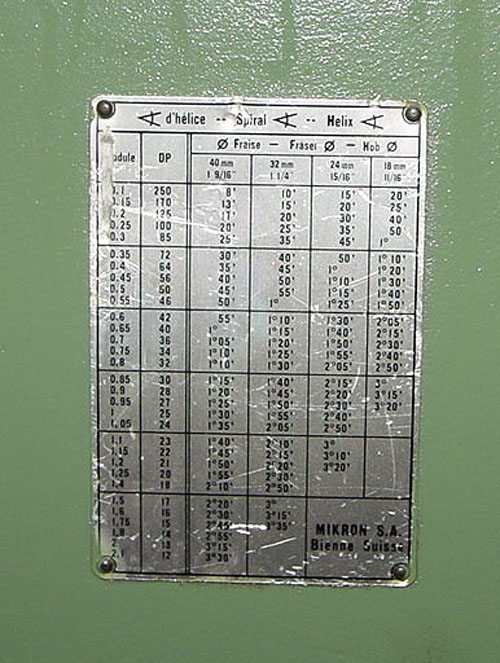 d'hélice -- Spiral -- Helix
Ø Fraise - Fräser Ø - Hob Ø
Module DP 40 mm 32 mm 24 mm 18 mm
1 9/16" 1 1/4" 15/16" 11/16"
0.1 250 8' 10' 15' 20'
0.15 170 13' 15' 20' 25'
0.2 125 17' 20' 30' 40'
0.25 100 20' 25' 35' 50'
0.3 85 25' 35' 45' 1°
0.35 72 30' 40' 50' 1°10'
0.4 64 35' 45' 1° 1°20'
0.45 56 40' 50' 1°10' 1°30'
0.5 50 45' 55' 1°15' 1°40'
0.55 46 50' 1° 1°25' 1°50'
0.6 42 55' 1°10' 1°30' 2°05'
0.65 40 1° 1°15' 1°40' 2°15'
0.7 36 1°05' 1°20' 1°50' 2°30'
0.75 34 1°10' 1°25' 1°55' 2°40'
0.8 32 1°10' 1°30' 2°05' 2°50'
0.85 30 1°15' 1°40' 2°15' 3°
0.9 28 1°20' 1°45' 2°20' 3°15'
0.95 27 1°25' 1°50' 2°30' 3°20'
1 25 1°30' 1°55' 2°40'
1.05 24 1°35' 2°05' 2°50'
1.1 23 1°40' 2°10' 3°
1.15 22 1°45' 2°15' 3°10'
1.2 21 1°50' 2°20' 3°20'
1.25 20 1°55' 2°30'
1.4 18 2°10' 2°50'
1.5 17 2°20' 3°
1.6 16 2°30' 3°15'
1.75 15 2°45' 3°35'
1.8 14 2°55'
2 13 3°15'
2.1 12 3°30'
MIKRON S.A.
Bienne Suisse